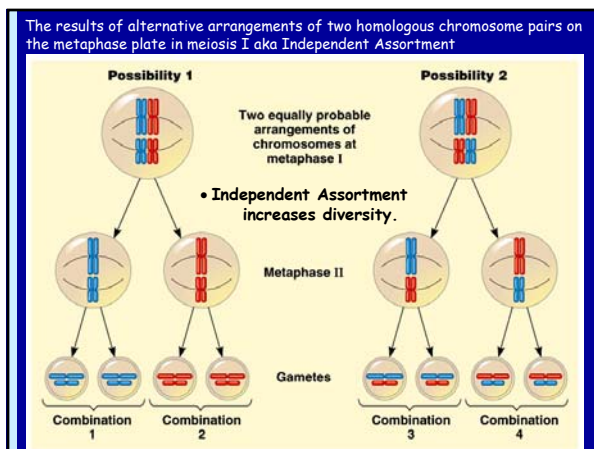 The results of alternative arrangements of two homologous chromosome pairs on
the metaphase plate in meiosis I aka Independent Assortment
Possibility 1
Possibility 2
Two equally probable
arrangements of
chromosomes at
metaphase I
• Independent Assortment
increases diversity.
Metaphase II
Gametes
Combination
1
Combination
2
Combination
3
Combination
4